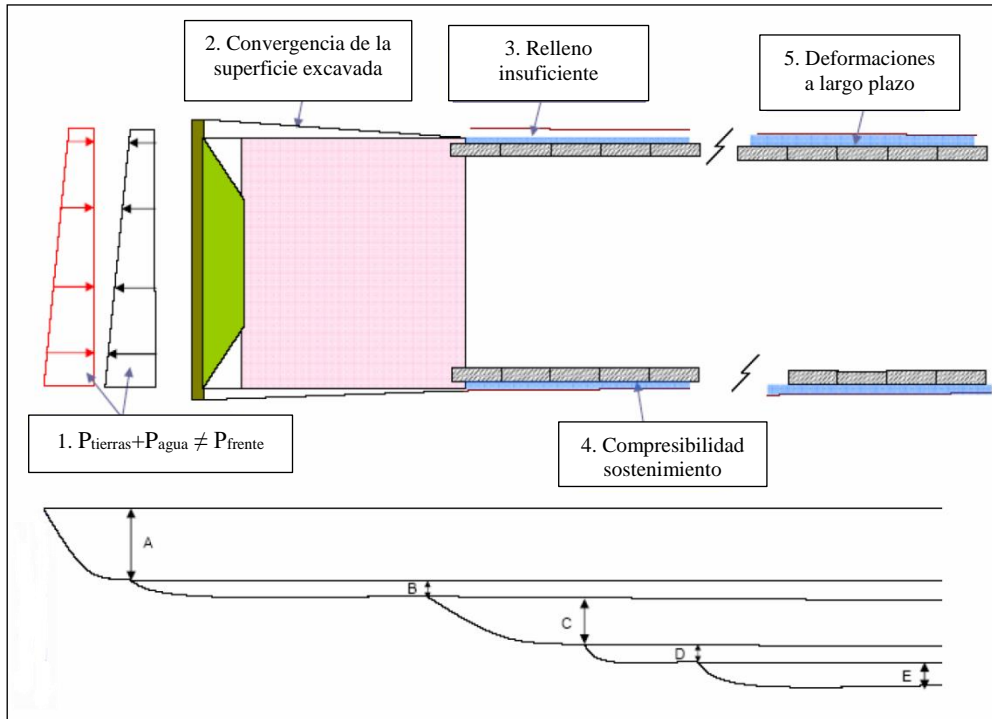 2. Convergencia de la
superficie excavada
3. Relleno
insuficiente
5. Deformaciones
a largo plazo
1. Ptierras+Pagua ≠ Pfrente
4. Compresibilidad
sostenimiento
A
B
C
D
E